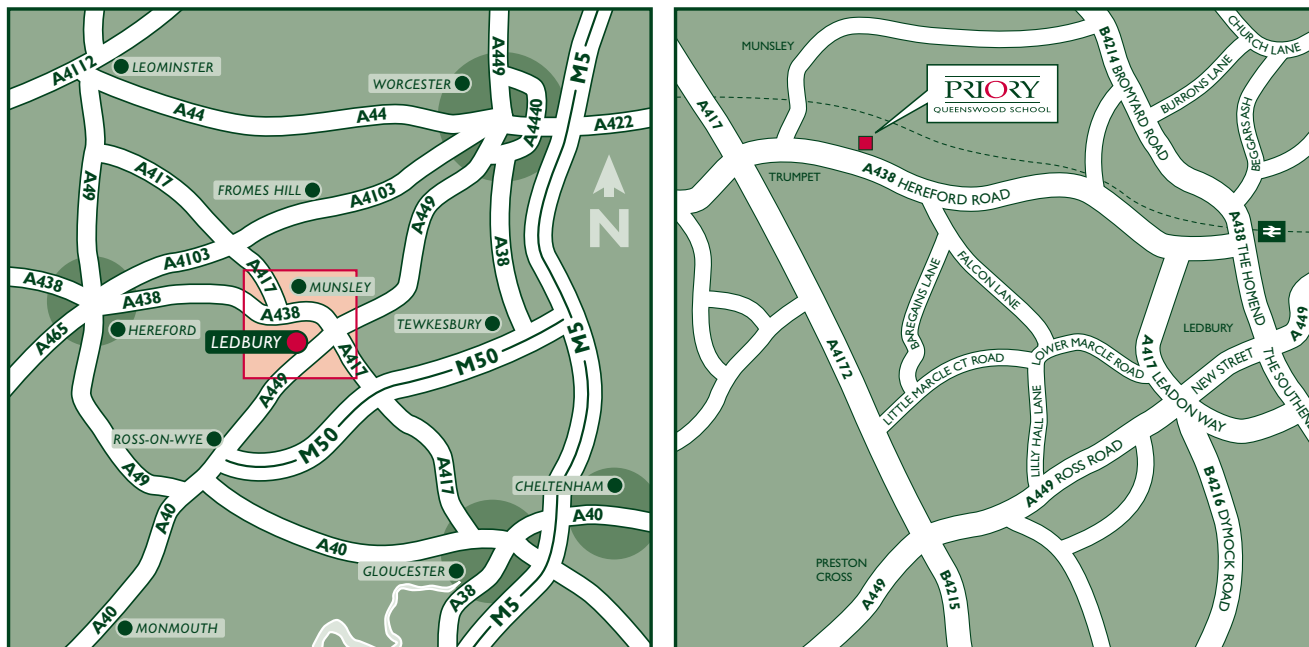 A4112
LEOMINSTER
WORCESTER
A449
M5
A44
A44
A4440
A422
A417
A49
FROMES HILL
A4103
A449
N
A4103
A417
A38
A438
A438
MUNSLEY
A438
HEREFORD
A465
LEDBURY
TEWKESBURY
M5
A417
M50
A449
ROSS-ON-WYE
M50
A49
A417
CHELTENHAM
A40
A40
A40
GLOUCESTER
A38
M5
A40
MONMOUTH
MUNSLEY
B4214 BROMYARD ROAD
CHURCH LANE
BURRONS LANE
A417
PRIORY
QUEENSWOOD SCHOOL
BEGGARS ASH
TRUMPET
A438 HEREFORD ROAD
A438 THE HOMEND
BAREGAINS LANE
FALCON LANE
LEDBURY
A449
A4172
LITTLE MARCLE CT ROAD
LOWER MARCLE ROAD
A417 LEADON WAY
NEW STREET
THE SOUTHEND
LILLY HALL LANE
A449 ROSS ROAD
B4216 DYMOCK ROAD
PRESTON
CROSS
A449
B4215